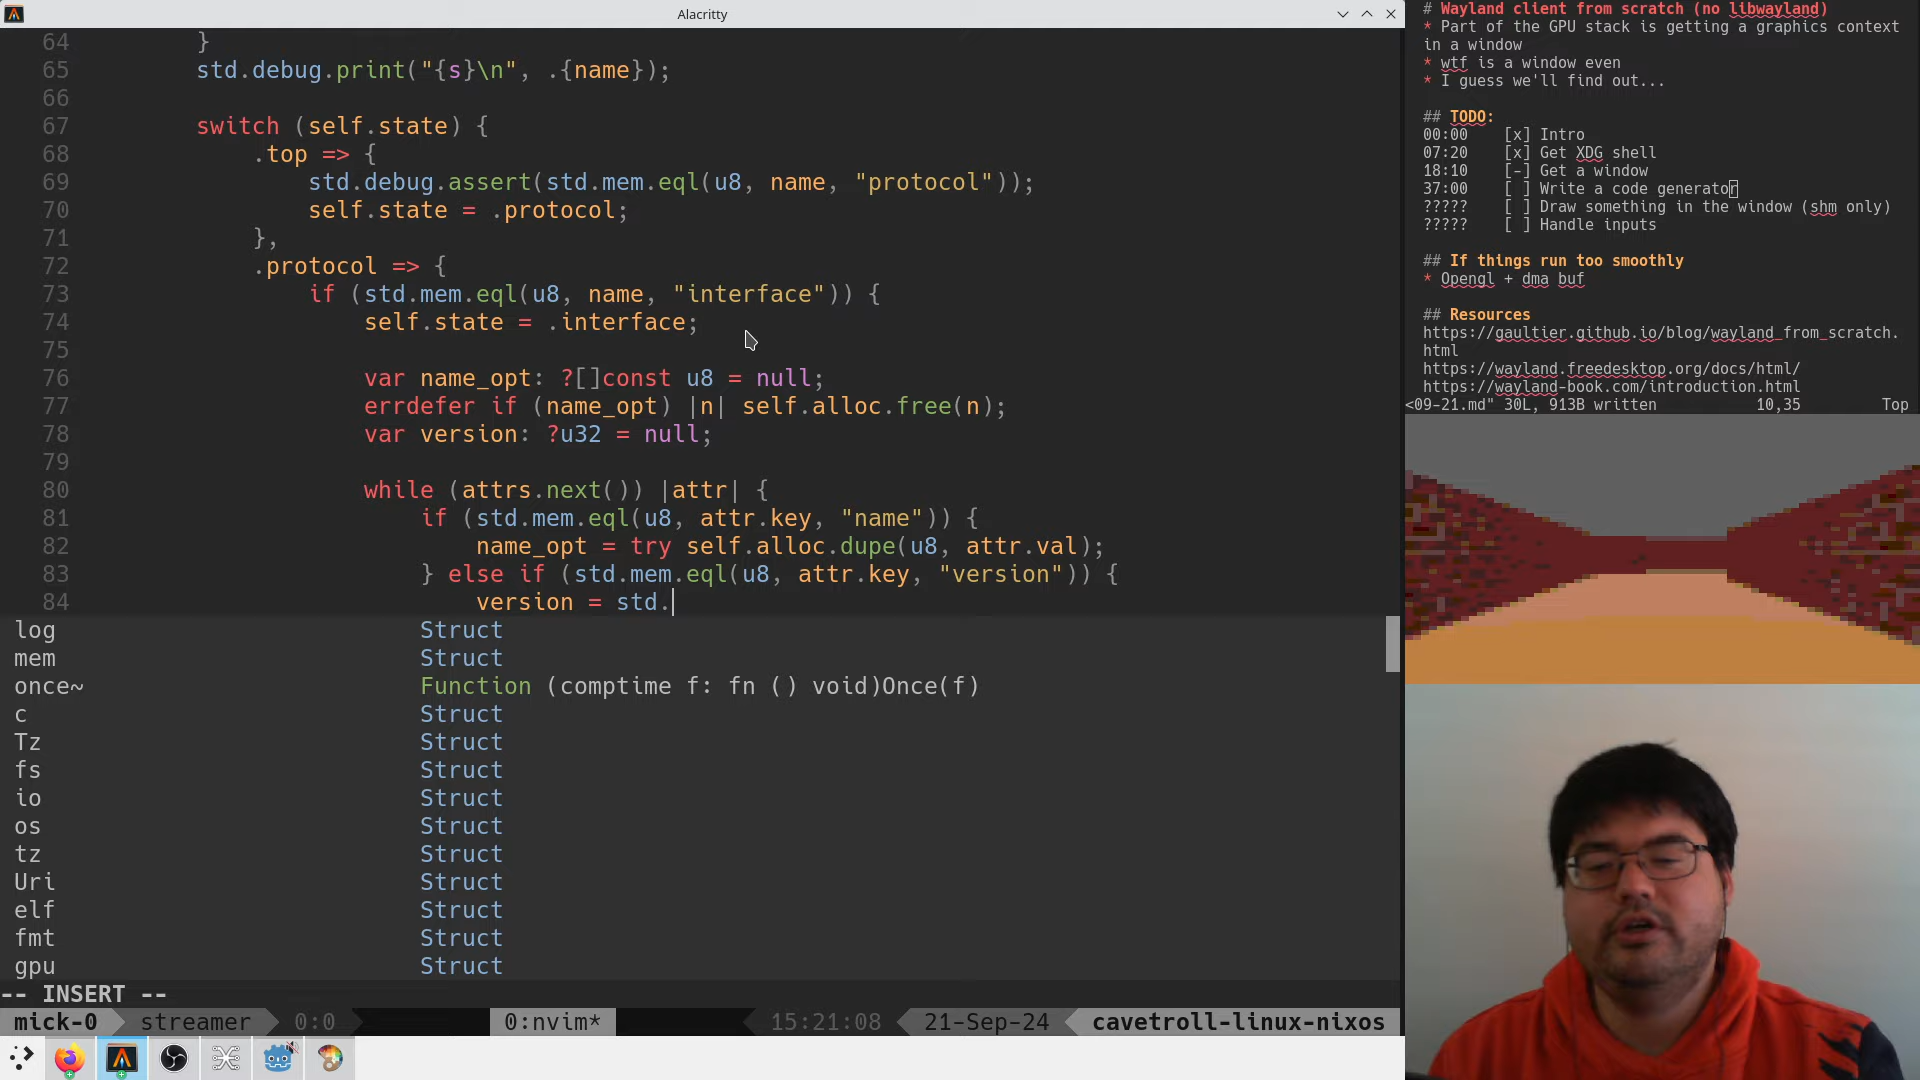 Alacritty
64 }
65 std.debug.print("{s}\n", .{name});
66
67 switch (self.state) {
68 .top => {
69 std.debug.assert(std.mem.eql(u8, name, "protocol"));
70 self.state = .protocol;
71 },
72 .protocol => {
73 if (std.mem.eql(u8, name, "interface")) {
74 self.state = .interface;
75
76 var name_opt: ?[]const u8 = null;
77 errdefer if (name_opt) |n| self.alloc.free(n);
78 var version: ?u32 = null;
79
80 while (attrs.next()) |attr| {
81 if (std.mem.eql(u8, attr.key, "name")) {
82 name_opt = try self.alloc.dupe(u8, attr.val);
83 } else if (std.mem.eql(u8, attr.key, "version")) {
84 version = std.
log Struct
mem Struct
once~ Function (comptime f: fn () void)Once(f)
c Struct
Tz Struct
fs Struct
io Struct
os Struct
tz Struct
Uri Struct
elf Struct
fmt Struct
gpu Struct
-- INSERT --
mick-0 streamer 0:0 0:nvim* 15:21:08 21-Sep-24 cavetroll-linux-nixos
# Wayland client from scratch (no libwayland)
* Part of the GPU stack is getting a graphics context
in a window
* wtf is a window even
* I guess we'll find out...
## TODO:
00:00 [x] Intro
07:20 [x] Get XDG shell
18:10 [-] Get a window
37:00 [ ] Write a code generator
????? [ ] Draw something in the window (shm only)
????? [ ] Handle inputs
## If things run too smoothly
* Opengl + dma buf
## Resources
https://gaultier.github.io/blog/wayland_from_scratch.
html
https://wayland.freedesktop.org/docs/html/
https://wayland-book.com/introduction.html
<09-21.md" 30L, 913B written 10,35 Top